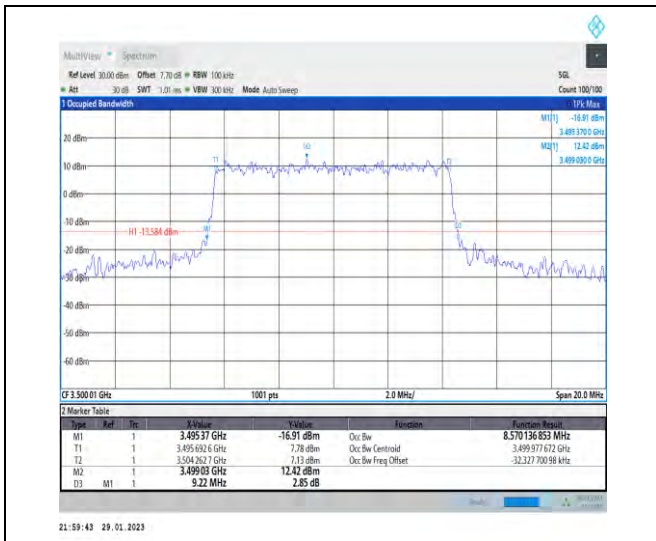 MultiView Spectrum
Ref Level 30.00 dBm Offset 7.70 dB RBW 100 kHz SGL
Att 30 dB SWT 1.01 ms VBW 300 kHz Mode Auto Sweep Count 100/100
1 Occupied Bandwidth 1Pk Max
M1[1] -16.91 dBm
3.495 370 0 GHz
M2[1] 12.42 dBm
3.499 030 0 GHz
20 dBm
M2
T1
10 dBm
0 dBm
-10 dBm
H1 -13.584 dBm
M1
D3
-20 dBm
-30 dBm
-40 dBm
-50 dBm
-60 dBm
CF 3.500 01 GHz 1001 pts 2.0 MHz/ Span 20.0 MHz
2 Marker Table
Type Ref Trc X-Value Y-Value Function Function Result
M1 1 3.495 37 GHz -16.91 dBm Occ Bw 8.570 136 853 MHz
T1 1 3.495 692 6 GHz 7.78 dBm Occ Bw Centroid 3.499 977 672 GHz
T2 1 3.504 262 7 GHz 7.13 dBm Occ Bw Freq Offset -32.327 700 98 kHz
M2 1 3.499 03 GHz 12.42 dBm
D3 M1 1 9.22 MHz 2.85 dB
21:59:43 29.01.2023